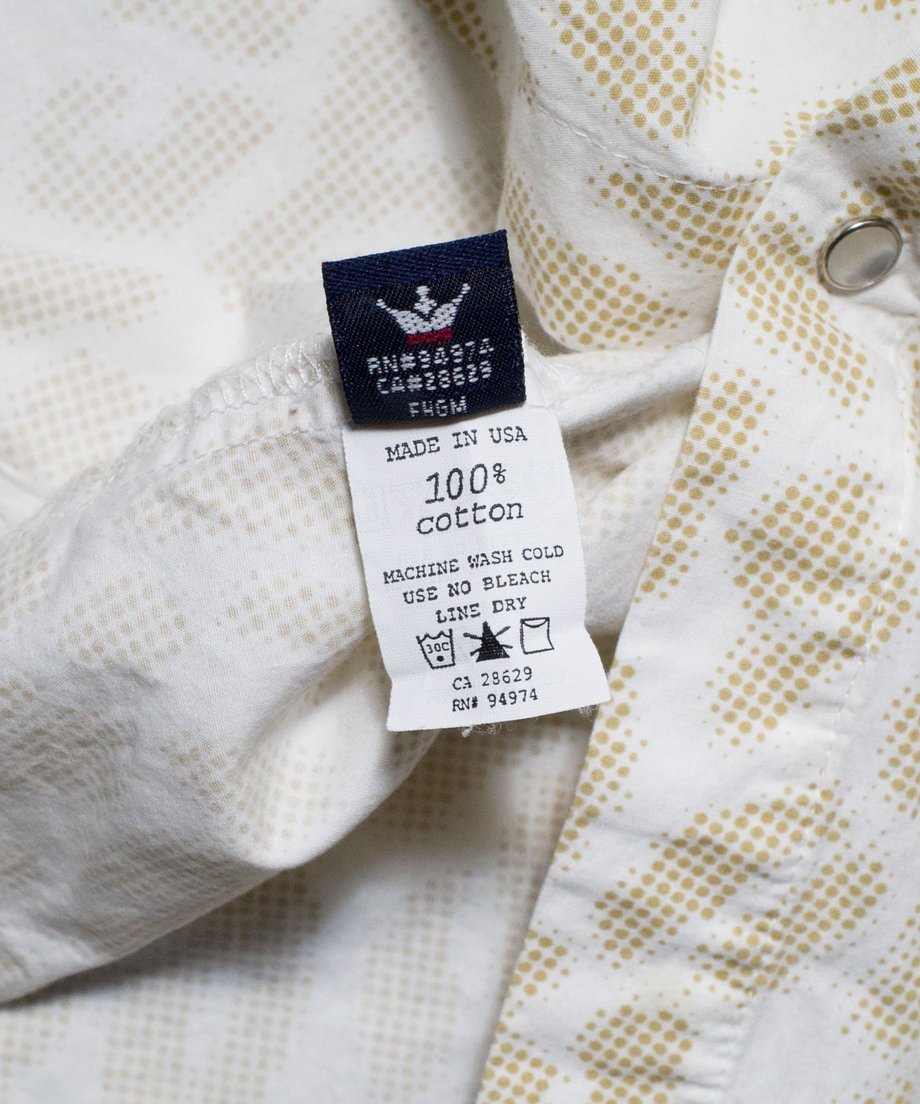 RN#94974
CA#28629
FHGM
MADE IN USA
100%
cotton
MACHINE WASH COLD
USE NO BLEACH
LINE DRY
30C
CA 28629
RN# 94974